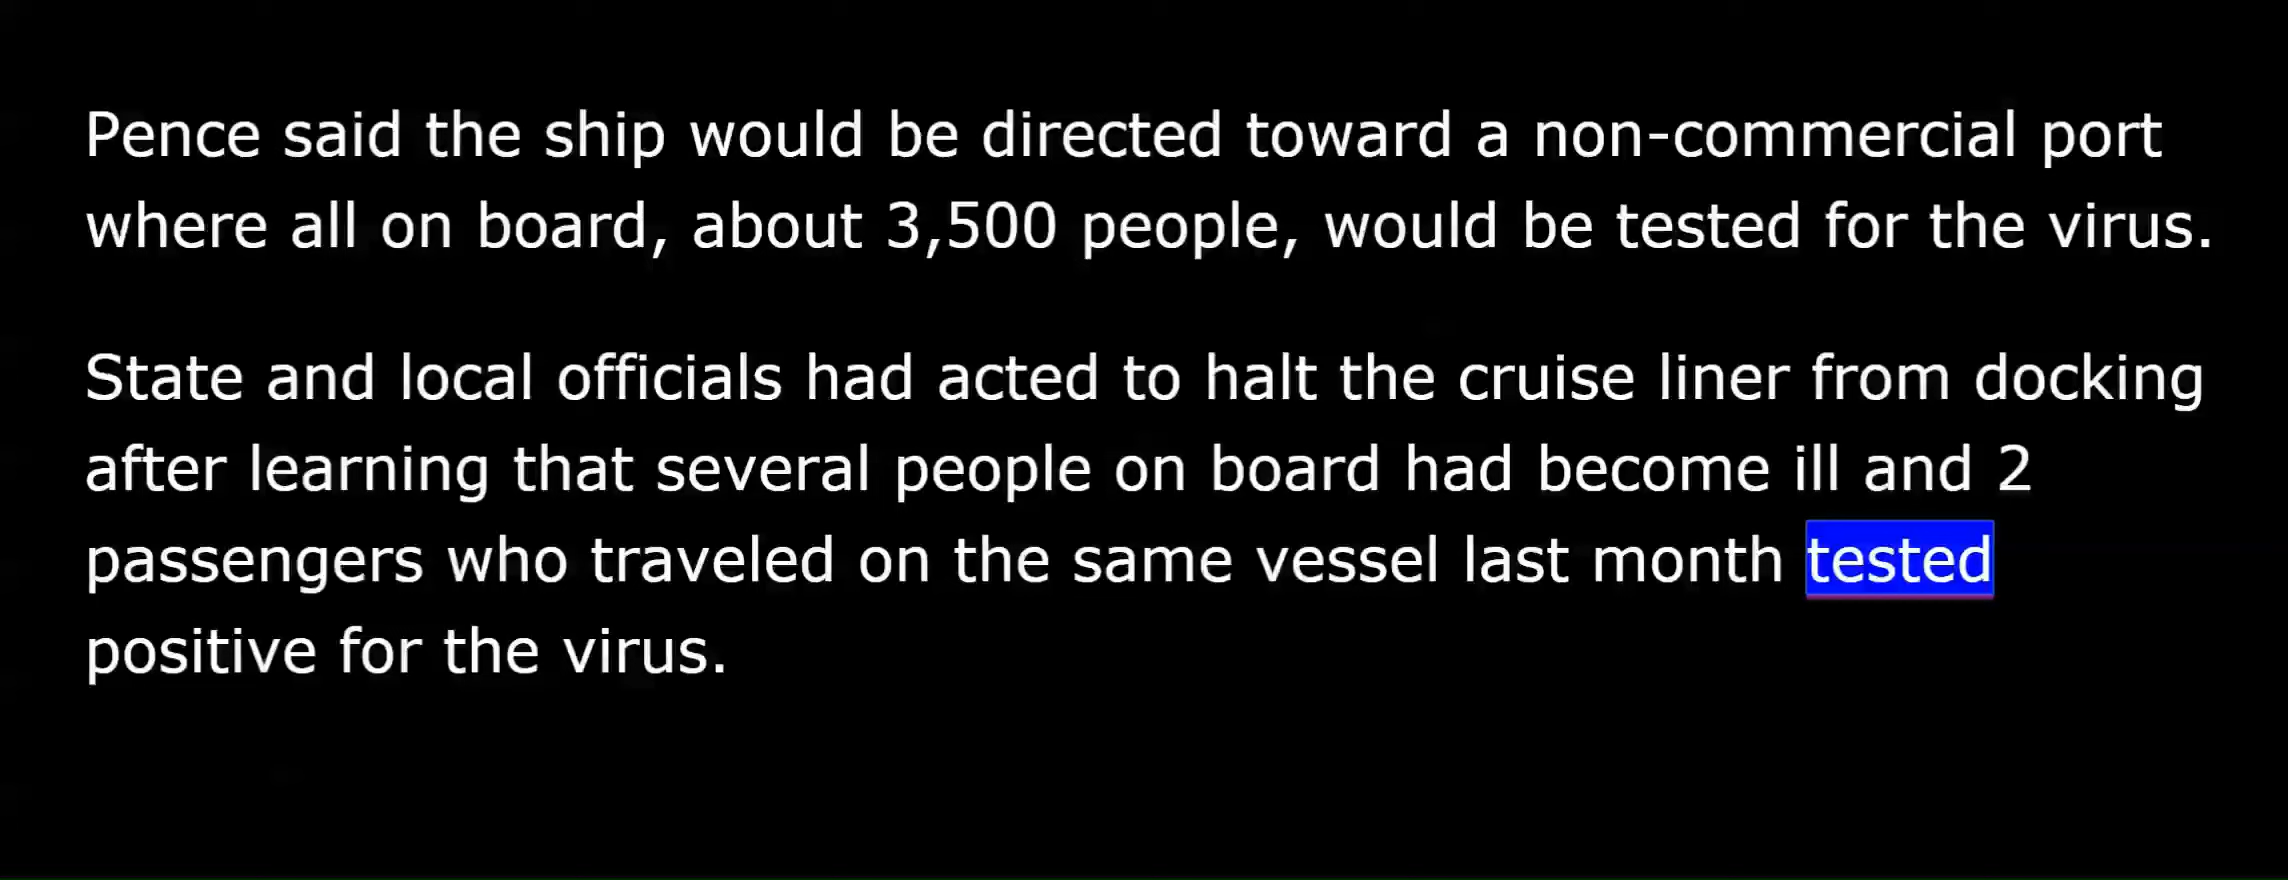 Pence said the ship would be directed toward a non-commercial port
where all on board, about 3,500 people, would be tested for the virus.
State and local officials had acted to halt the cruise liner from docking
after learning that several people on board had become ill and 2
passengers who traveled on the same vessel last month tested
positive for the virus.